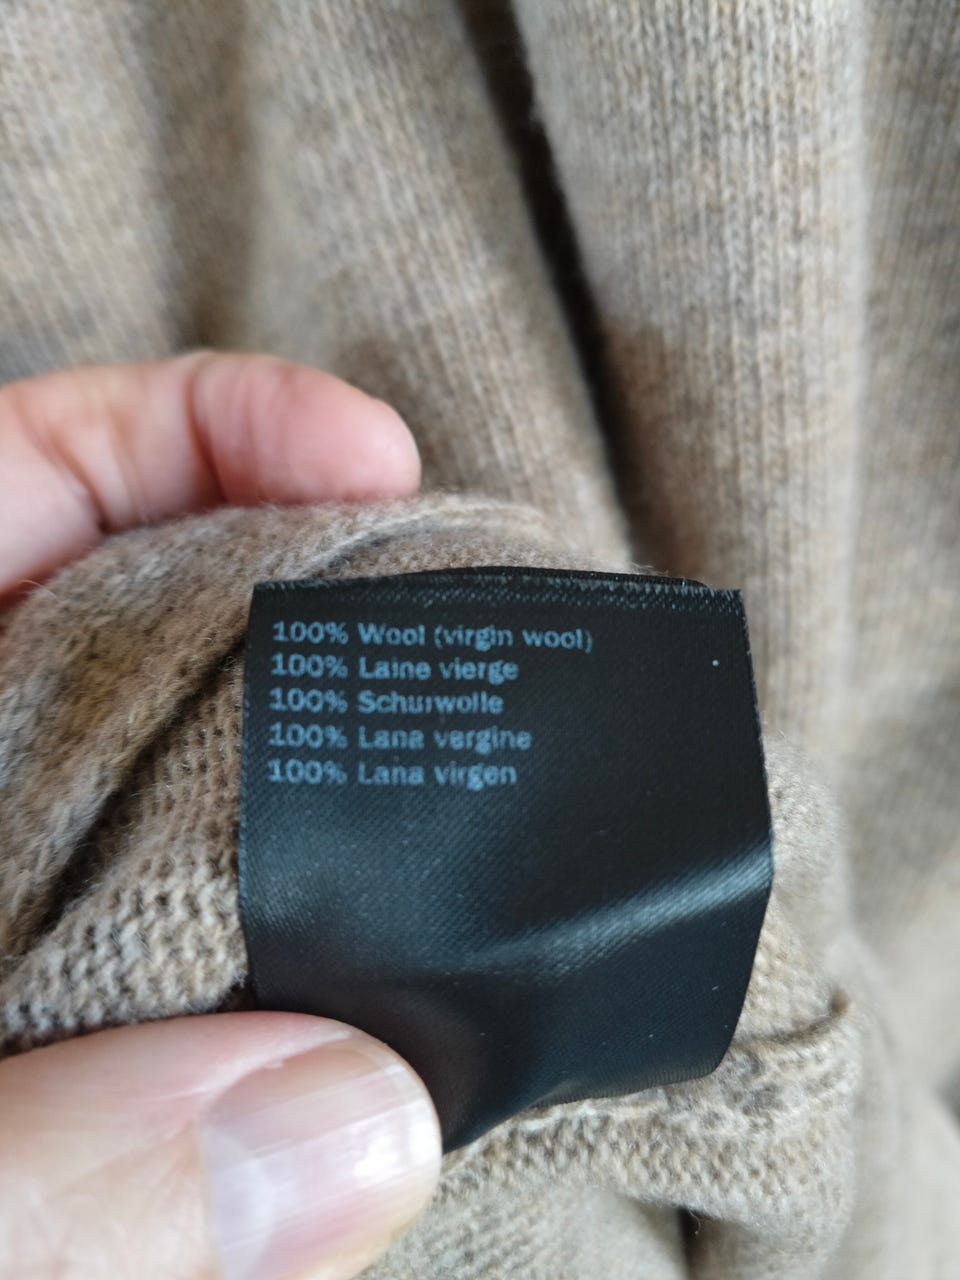 100% Wool (virgin wool)
100% Laine vierge
100% Schurwolle
100% Lana vergine
100% Lana virgen